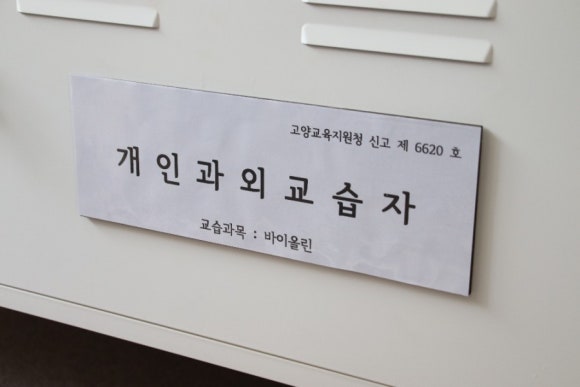 고양교육지원청 신고 제 6620 호
개인과외교습자
교습과목 : 바이올린